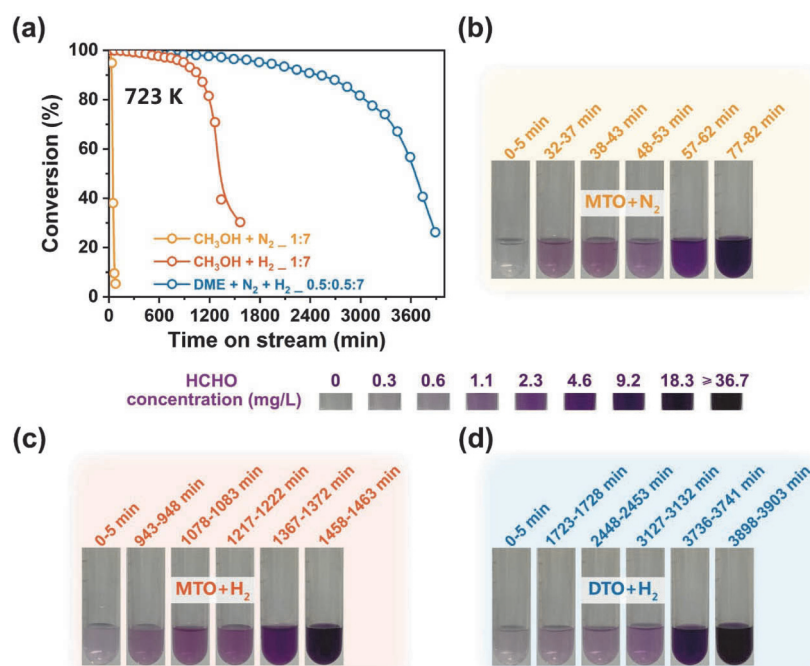 (a)
100
80
60
40
20
0
Conversion (%)
723 K
CH₃OH + N₂ _ 1:7
CH₃OH + H₂ _ 1:7
DME + N₂ + H₂ _ 0.5:0.5:7
0 600 1200 1800 2400 3000 3600
Time on stream (min)
(b)
0-5 min
32-37 min
38-43 min
48-53 min
57-62 min
77-82 min
MTO+N₂
HCHO
concentration (mg/L)
0 0.3 0.6 1.1 2.3 4.6 9.2 18.3 ≥36.7
(c)
0-5 min
943-948 min
1078-1083 min
1217-1222 min
1367-1372 min
1458-1463 min
MTO+H₂
(d)
0-5 min
1723-1728 min
2448-2453 min
3127-3132 min
3736-3741 min
3898-3903 min
DTO+H₂